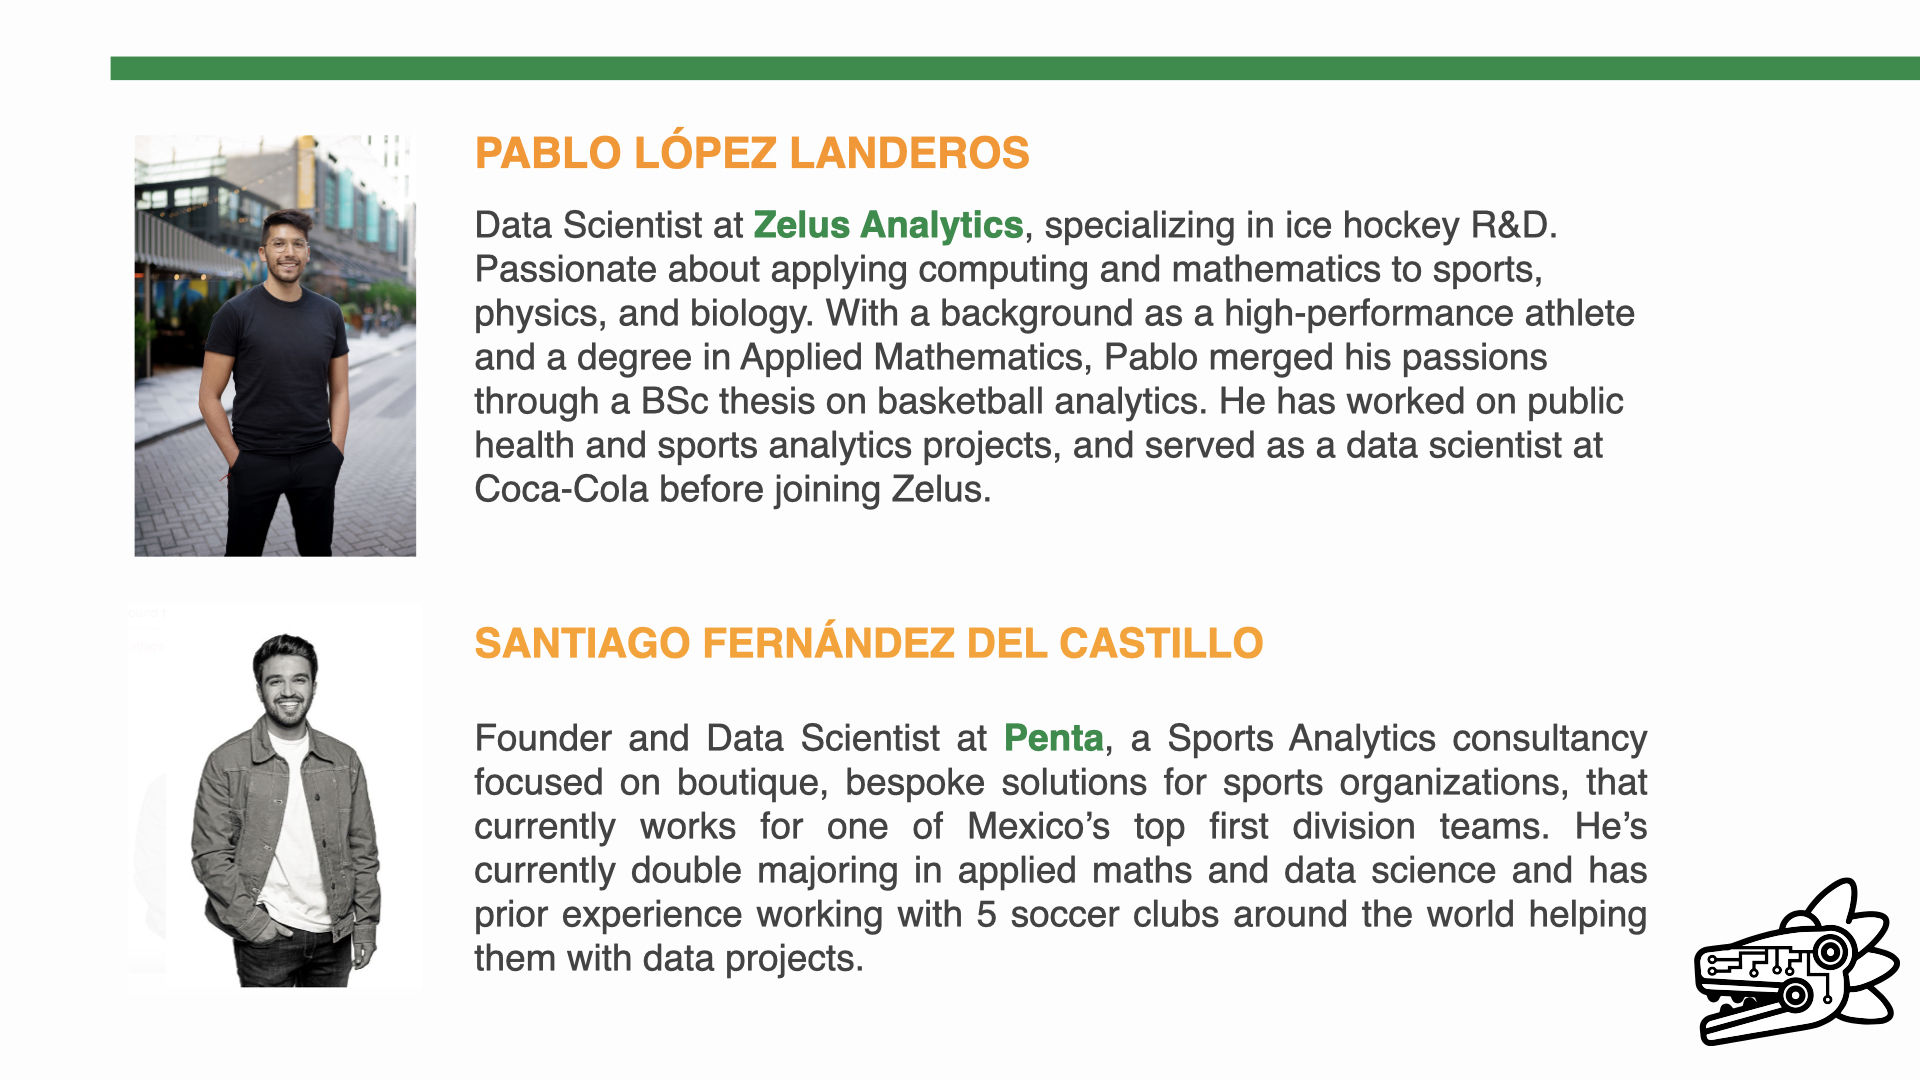 PABLO LÓPEZ LANDEROS
Data Scientist at Zelus Analytics, specializing in ice hockey R&D.
Passionate about applying computing and mathematics to sports,
physics, and biology. With a background as a high-performance athlete
and a degree in Applied Mathematics, Pablo merged his passions
through a BSc thesis on basketball analytics. He has worked on public
health and sports analytics projects, and served as a data scientist at
Coca-Cola before joining Zelus.
SANTIAGO FERNÁNDEZ DEL CASTILLO
Founder and Data Scientist at Penta, a Sports Analytics consultancy
focused on boutique, bespoke solutions for sports organizations, that
currently works for one of Mexico’s top first division teams. He’s
currently double majoring in applied maths and data science and has
prior experience working with 5 soccer clubs around the world helping
them with data projects.